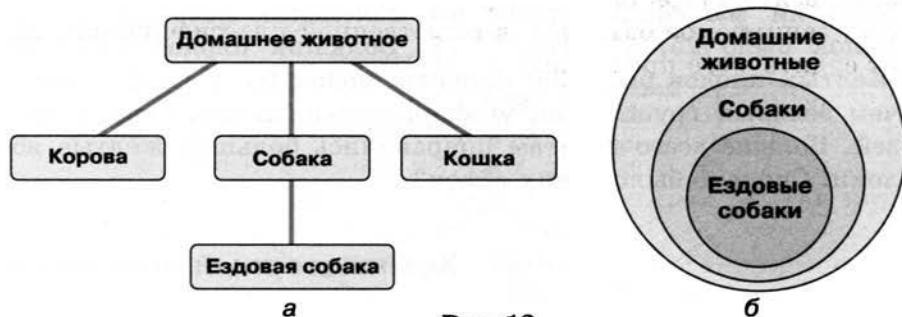 Домашнее животное
Корова
Собака
Кошка
Ездовая собака
а
Домашние
животные
Собаки
Ездовые
собаки
б